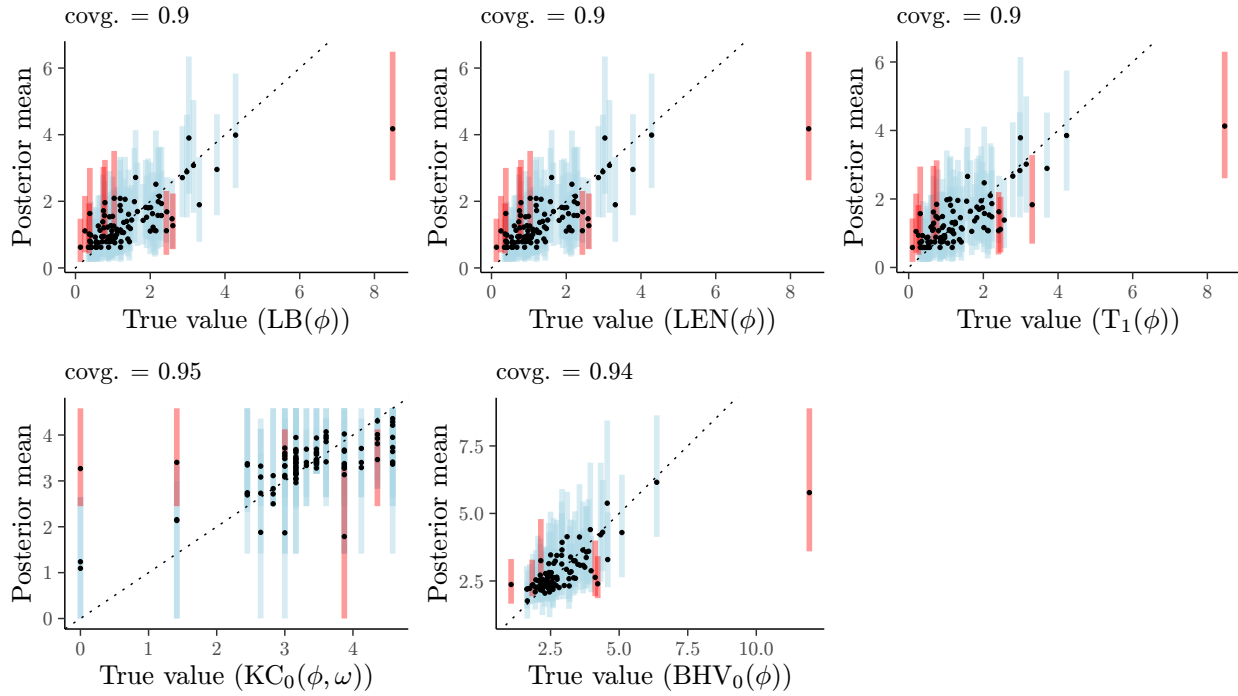 covg. = 0.9
Posterior mean
6
4
2
0
0 2 4 6 8
True value (LB(ϕ))
covg. = 0.9
Posterior mean
6
4
2
0
0 2 4 6 8
True value (LEN(ϕ))
covg. = 0.9
Posterior mean
6
4
2
0
0 2 4 6 8
True value (T₁(ϕ))
covg. = 0.95
Posterior mean
4
3
2
1
0
0 1 2 3 4
True value (KC₀(ϕ, ω))
covg. = 0.94
Posterior mean
7.5
5.0
2.5
2.5 5.0 7.5 10.0
True value (BHV₀(ϕ))